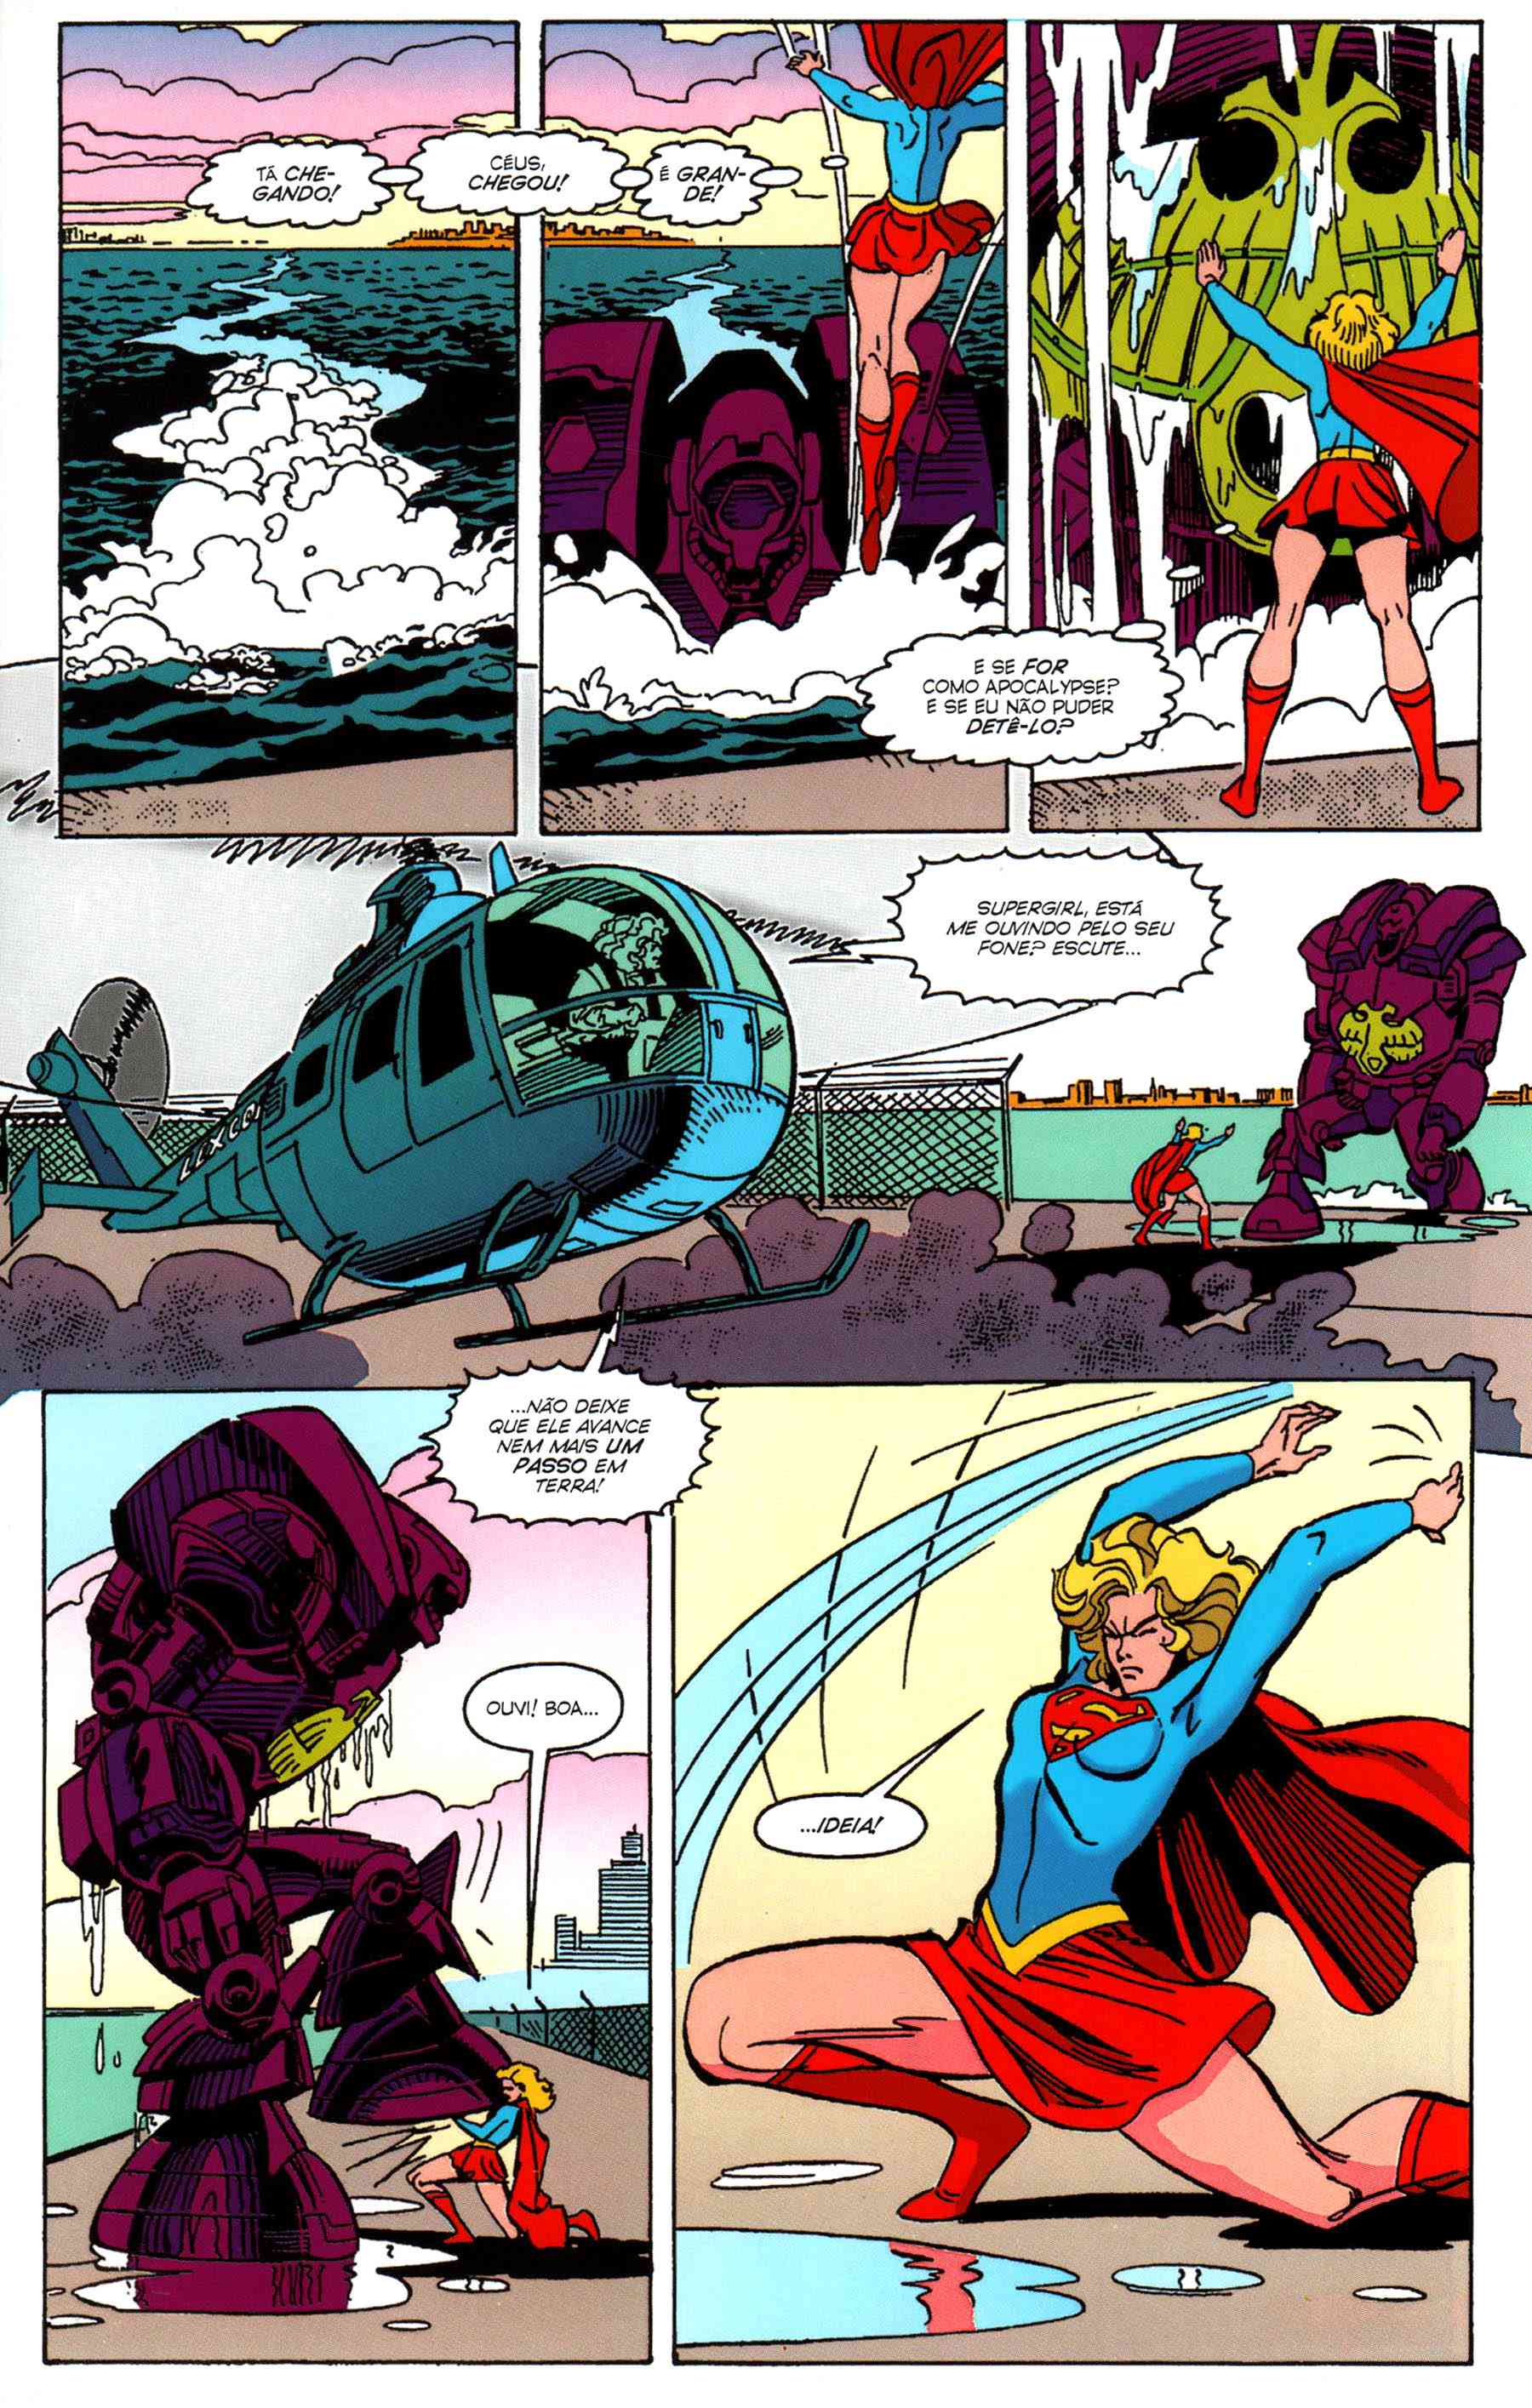 TÁ CHE-
GANDO!
CÉUS,
CHEGOU!
É GRAN-
DE!
E SE FOR
COMO APOCALYPSE?
E SE EU NÃO PUDER
DETÊ-LO?
SUPERGIRL, ESTÁ
ME OUVINDO PELO SEU
FONE? ESCUTE...
...NÃO DEIXE
QUE ELE AVANCE
NEM MAIS UM
PASSO EM
TERRA!
OUVI! BOA...
...IDEIA!